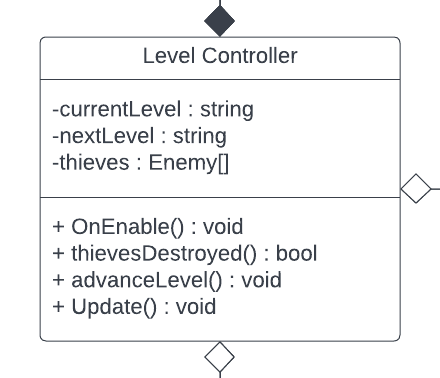 Level Controller
-currentLevel : string
-nextLevel : string
-thieves : Enemy[]
+ OnEnable() : void
+ thievesDestroyed() : bool
+ advanceLevel() : void
+ Update() : void